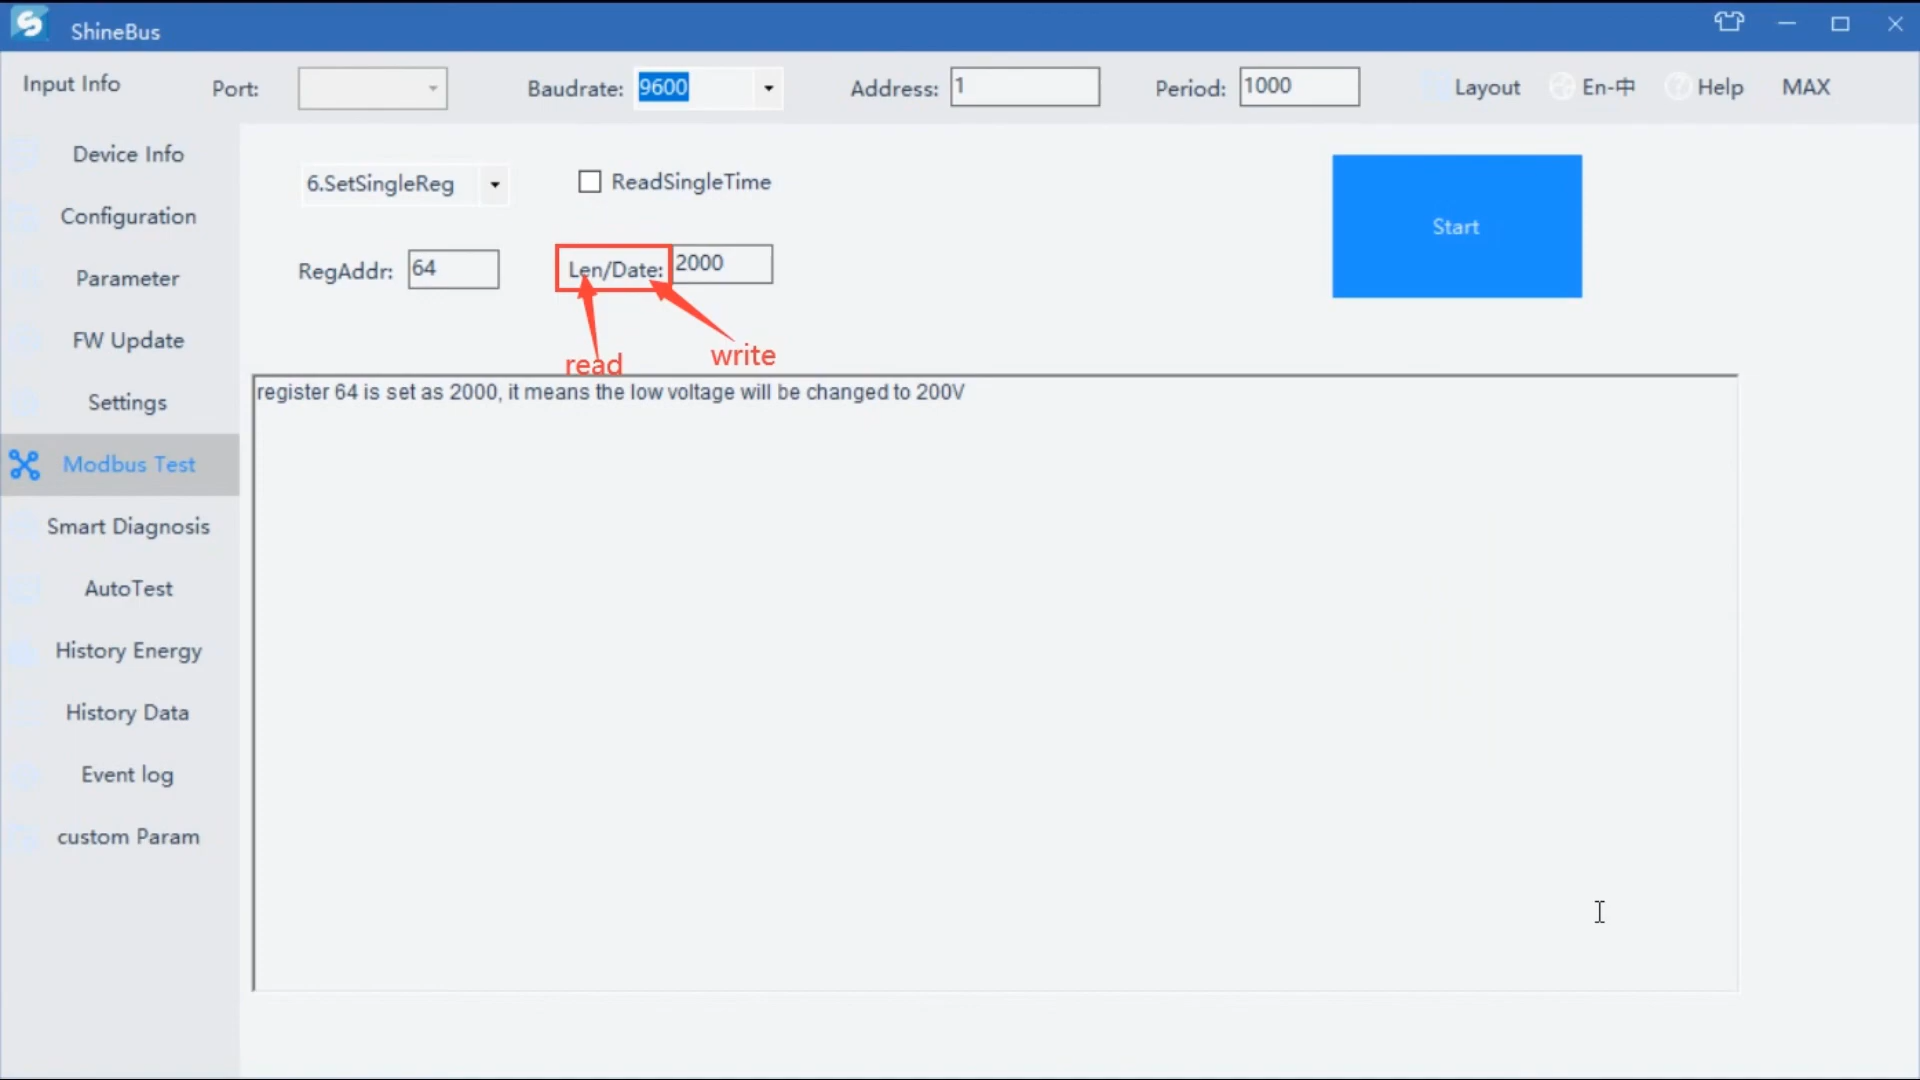 ShineBus
Input Info
Port:
Baudrate: 9600
Address: 1
Period: 1000
Layout
En-中
Help
MAX
Device Info
Configuration
Parameter
FW Update
Settings
Modbus Test
Smart Diagnosis
AutoTest
History Energy
History Data
Event log
custom Param
6.SetSingleReg
ReadSingleTime
Start
RegAddr: 64
Len/Date: 2000
read
write
register 64 is set as 2000, it means the low voltage will be changed to 200V